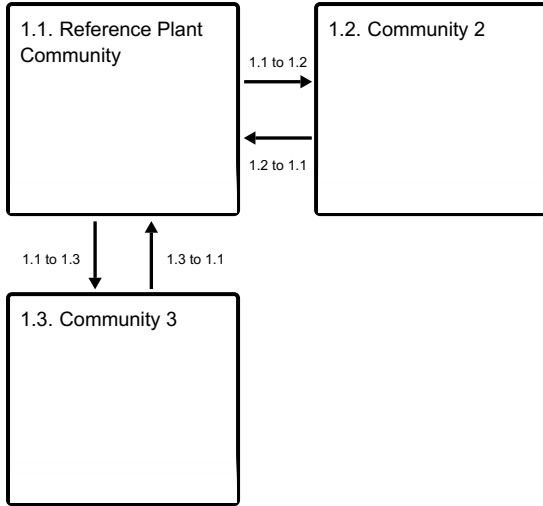 1.1. Reference Plant
Community
1.2. Community 2
1.1 to 1.2
1.2 to 1.1
1.1 to 1.3
1.3 to 1.1
1.3. Community 3